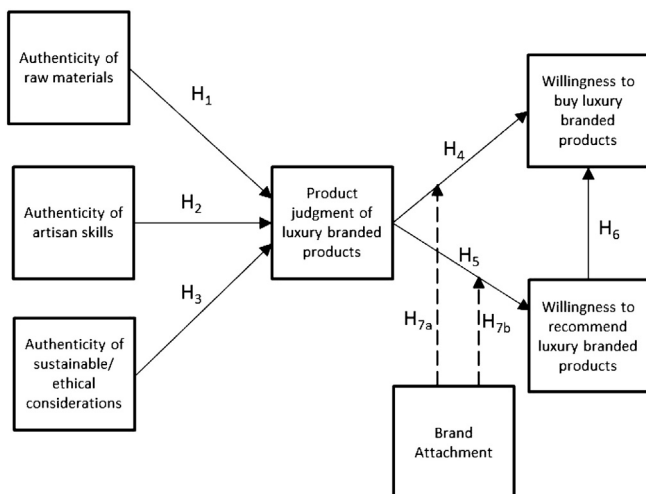 Authenticity of
raw materials
H1
Authenticity of
artisan skills
H2
Authenticity of
sustainable/
ethical
considerations
H3
Product
judgment of
luxury branded
products
H4
H5
Willingness to
buy luxury
branded
products
H6
Willingness to
recommend
luxury branded
products
H7a
H7b
Brand
Attachment